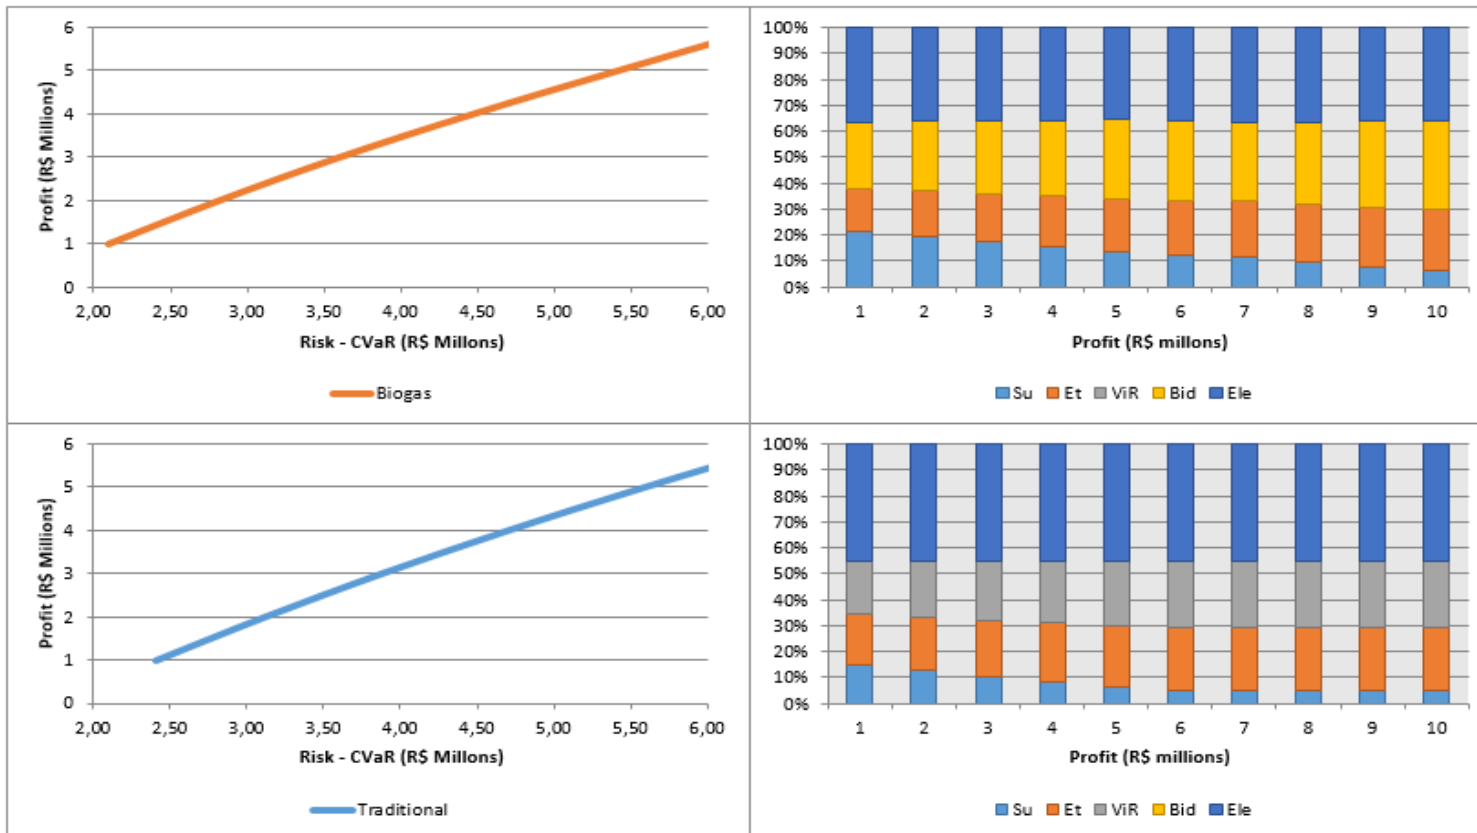 Profit (R$ Millions)
6
5
4
3
2
1
0
2,00 2,50 3,00 3,50 4,00 4,50 5,00 5,50 6,00
Risk - CVaR (R$ Millons)
Biogas
100%
90%
80%
70%
60%
50%
40%
30%
20%
10%
0%
1 2 3 4 5 6 7 8 9 10
Profit (R$ millons)
Su Et ViR Bid Ele
Profit (R$ Millions)
6
5
4
3
2
1
0
2,00 2,50 3,00 3,50 4,00 4,50 5,00 5,50 6,00
Risk - CVaR (R$ Millons)
Traditional
100%
90%
80%
70%
60%
50%
40%
30%
20%
10%
0%
1 2 3 4 5 6 7 8 9 10
Profit (R$ millions)
Su Et ViR Bid Ele